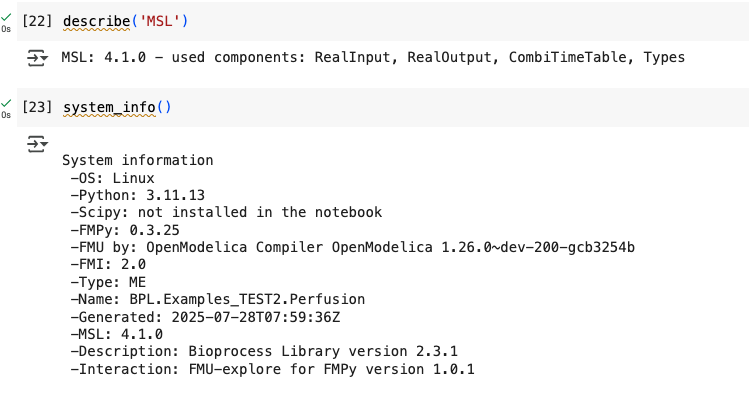 [22] describe('MSL')
0s
MSL: 4.1.0 – used components: RealInput, RealOutput, CombiTimeTable, Types
[23] system_info()
0s
System information
-OS: Linux
-Python: 3.11.13
-Scipy: not installed in the notebook
-FMPy: 0.3.25
-FMU by: OpenModelica Compiler OpenModelica 1.26.0~dev-200-gcb3254b
-FMI: 2.0
-Type: ME
-Name: BPL.Examples_TEST2.Perfusion
-Generated: 2025-07-28T07:59:36Z
-MSL: 4.1.0
-Description: Bioprocess Library version 2.3.1
-Interaction: FMU-explore for FMPy version 1.0.1